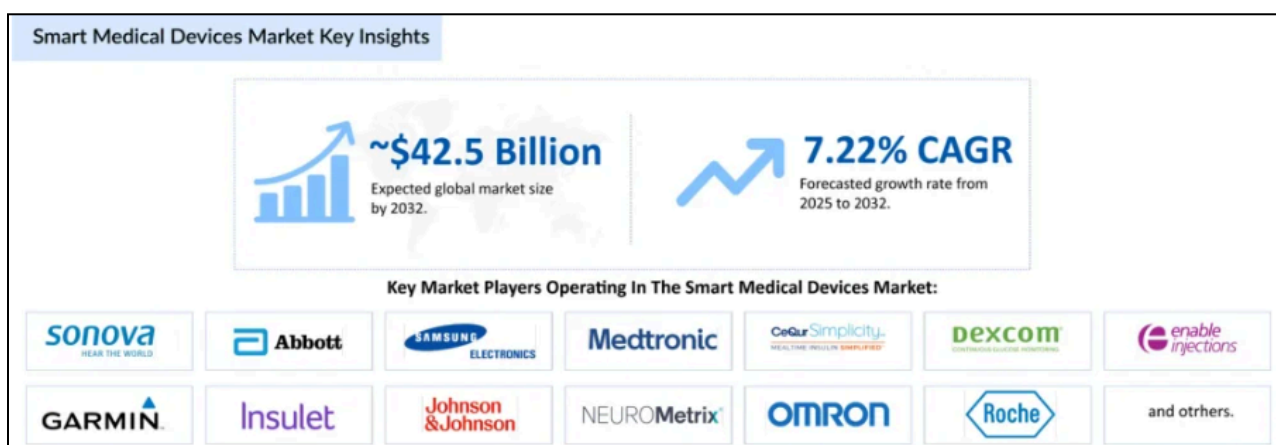 Smart Medical Devices Market Key Insights
~$42.5 Billion
Expected global market size
by 2032.
7.22% CAGR
Forecasted growth rate from
2025 to 2032.
Key Market Players Operating In The Smart Medical Devices Market:
sonova
HEAR THE WORLD
Abbott
SAMSUNG
ELECTRONICS
Medtronic
CeQur Simplicity™
MEALTIME INSULIN SIMPLIFIED
DEXCOM
CONTINUOUS GLUCOSE MONITORING
enable
injections
GARMIN
Insulet
Johnson
&Johnson
NEUROMetrix
OMRON
Roche
and otrhers.